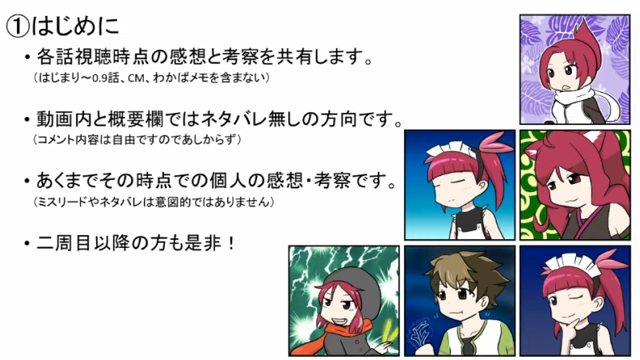 ①はじめに
・各話視聴時点の感想と考察を共有します。
（はじまり～0.9話、CM、わかばメモを含まない）
・動画内と概要欄ではネタバレ無しの方向です。
（コメント内容は自由ですのであしからず）
・あくまでその時点での個人の感想・考察です。
（ミスリードやネタバレは意図的ではありません）
・二周目以降の方も是非！